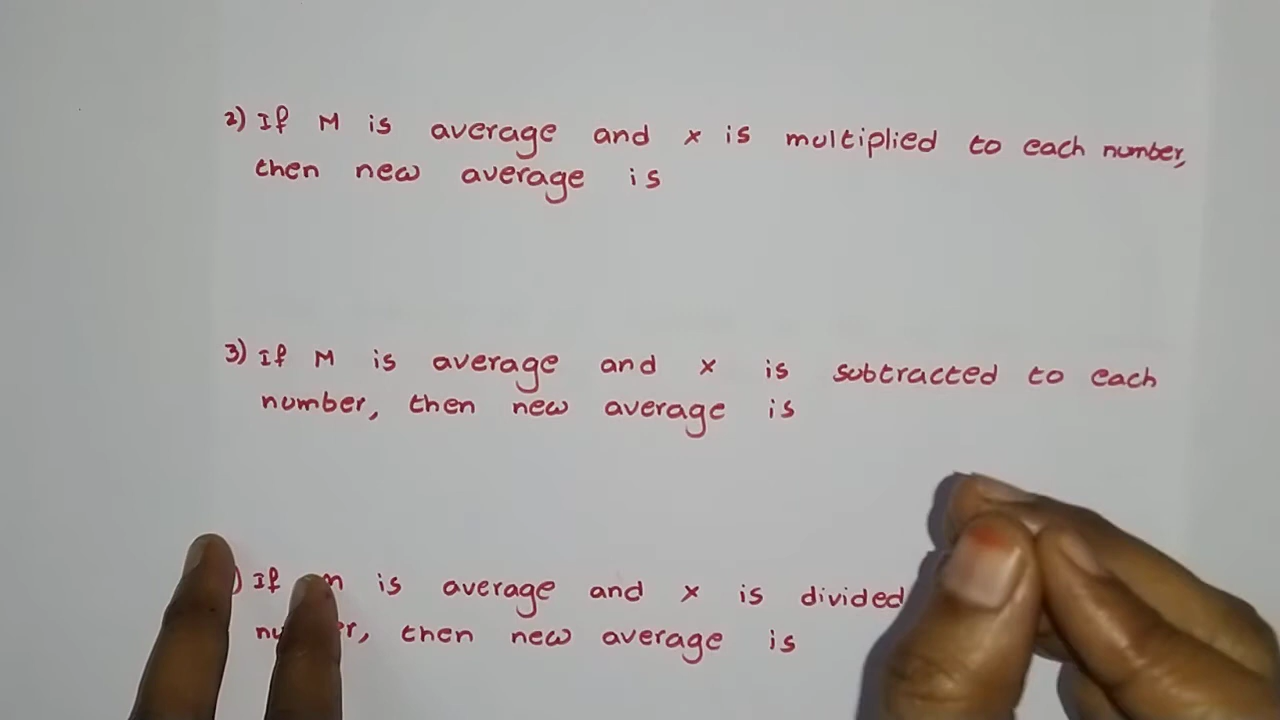 2) If M is average and x is multiplied to each number,
then new average is
3) If M is average and x is subtracted to each
number, then new average is
) If m is average and x is divided
then new average is